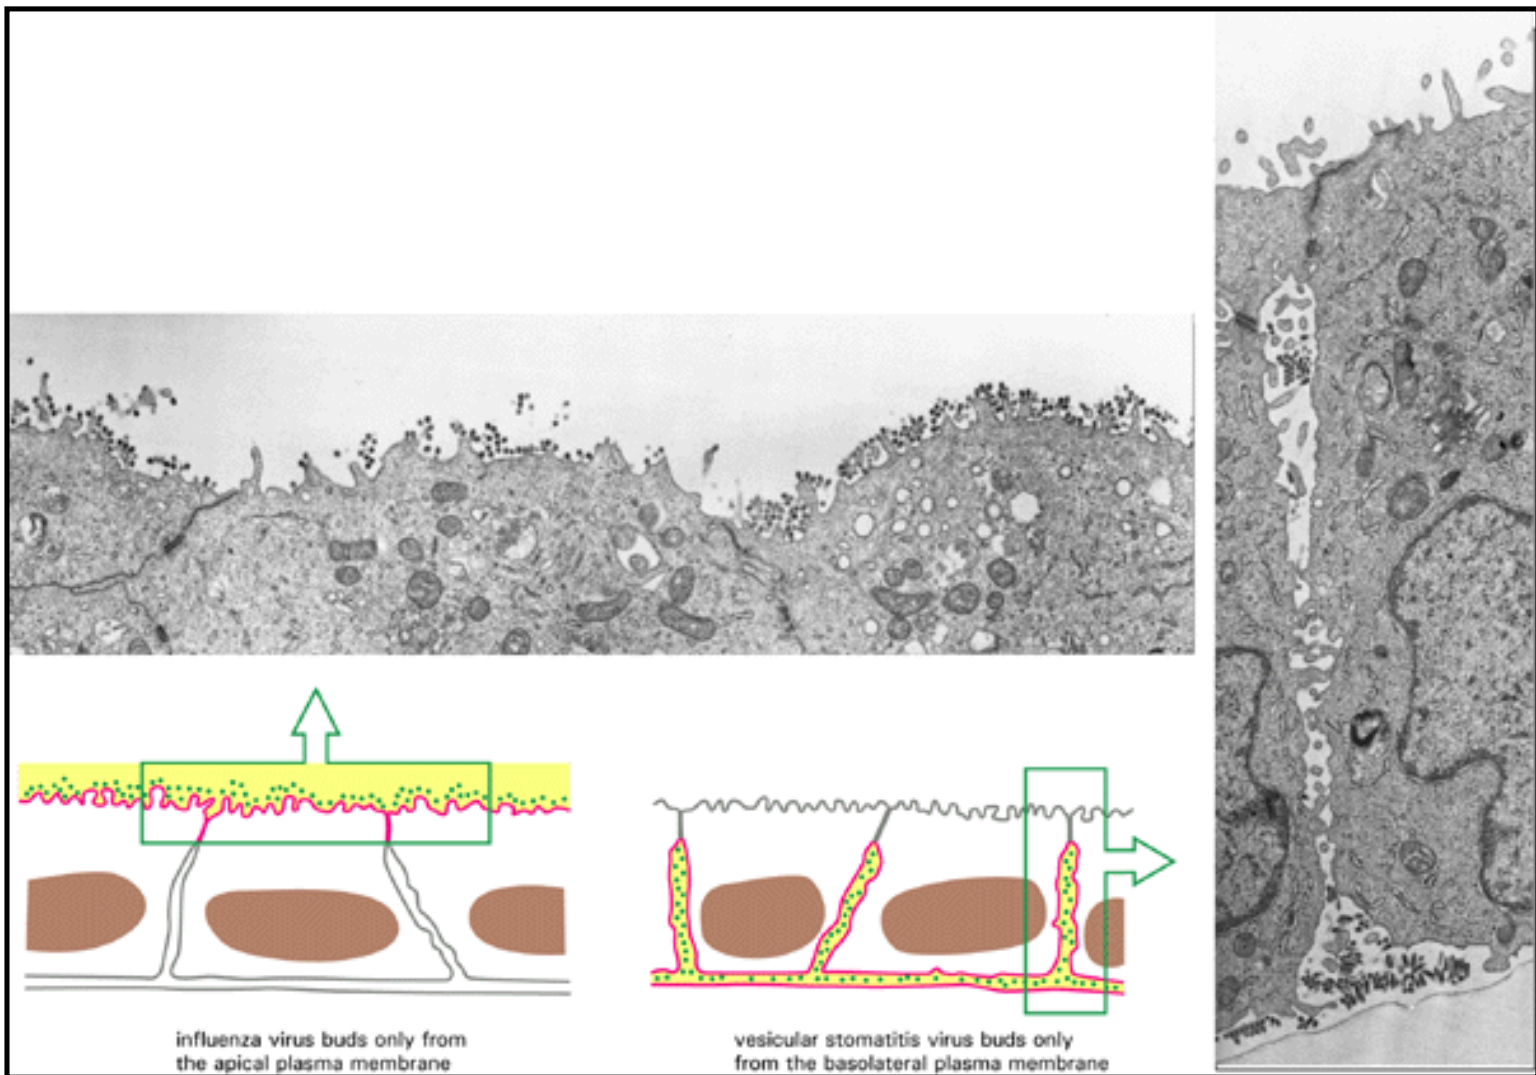 influenza virus buds only from
the apical plasma membrane
vesicular stomatitis virus buds only
from the basolateral plasma membrane